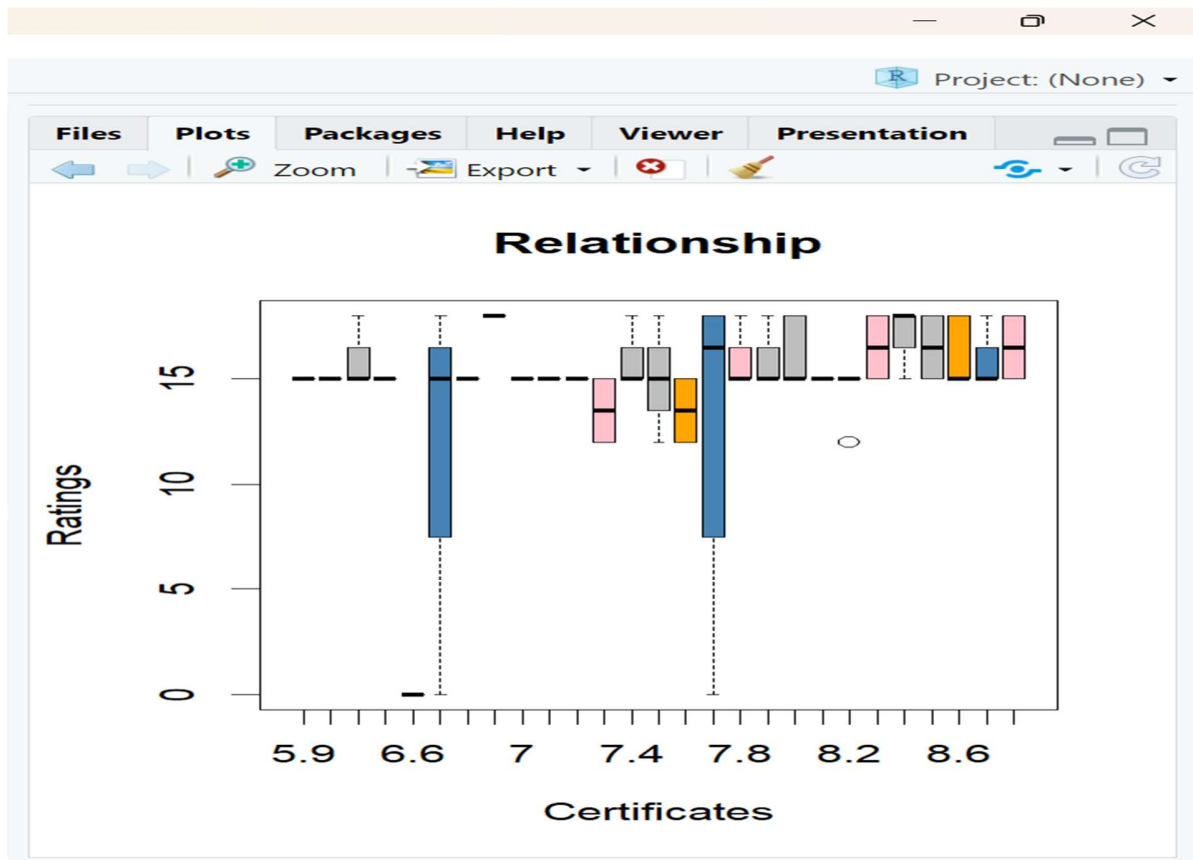 R Project: (None)
Files Plots Packages Help Viewer Presentation
Zoom Export
Relationship
Ratings
15
10
5
0
5.9 6.6 7 7.4 7.8 8.2 8.6
Certificates